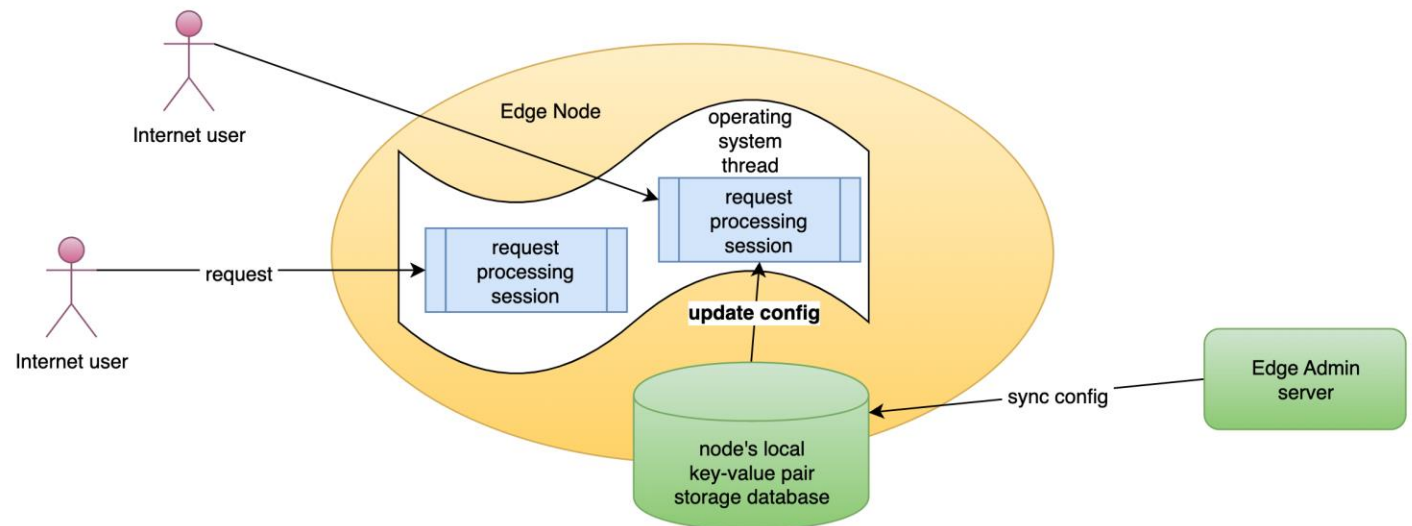 Internet user
Edge Node
operating
system
thread
request
processing
session
request
processing
session
request
Internet user
update config
Edge Admin
server
sync config
node's local
key-value pair
storage database